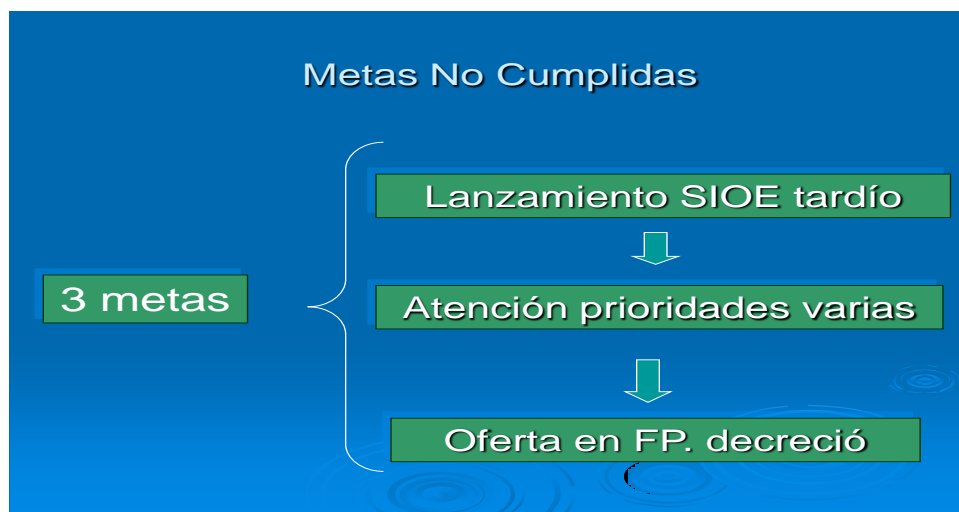 Metas No Cumplidas
Lanzamiento SIOE tardío
3 metas
Atención prioridades varias
Oferta en FP. decreció